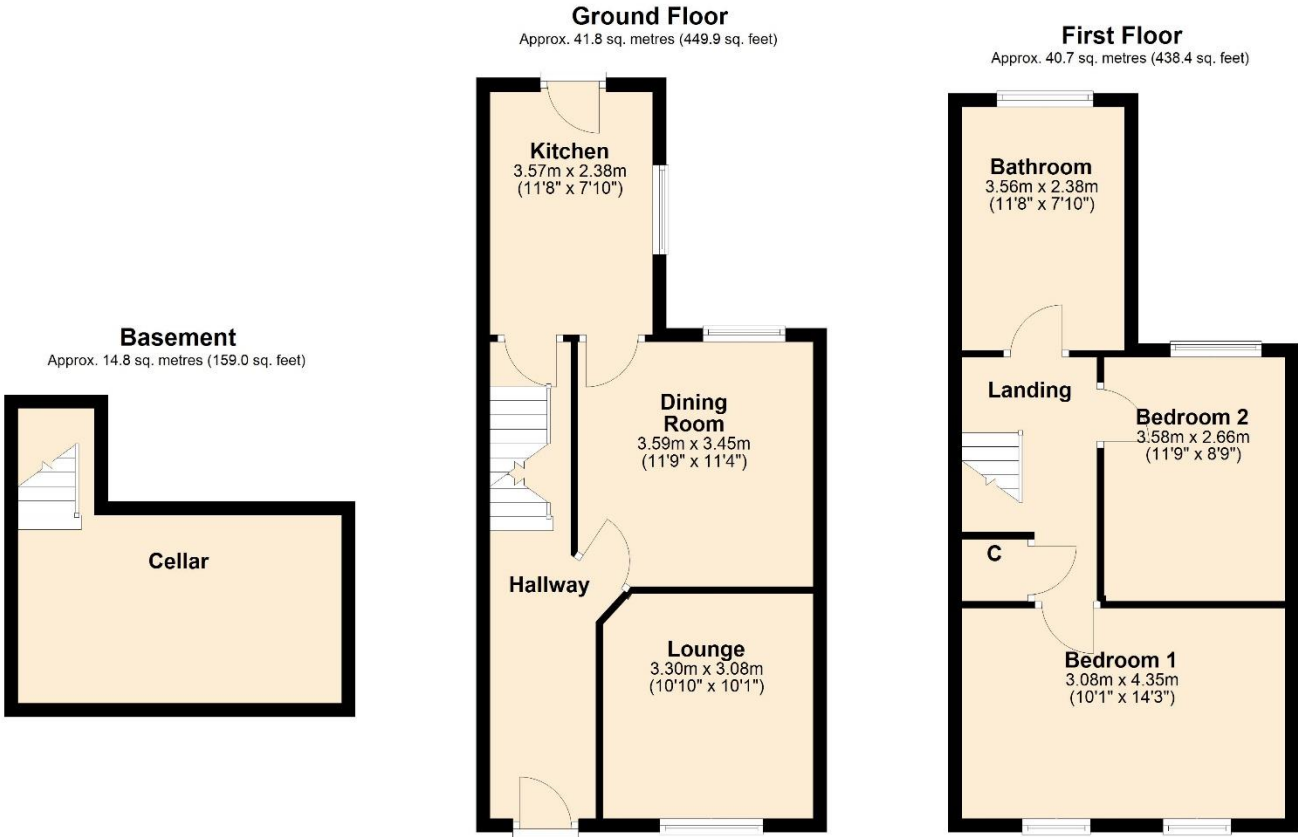 Basement
Approx. 14.8 sq. metres (159.0 sq. feet)
Cellar
Ground Floor
Approx. 41.8 sq. metres (449.9 sq. feet)
Kitchen
3.57m x 2.38m
(11'8" x 7'10")
Dining
Room
3.59m x 3.45m
(11'9" x 11'4")
Hallway
Lounge
3.30m x 3.08m
(10'10" x 10'1")
First Floor
Approx. 40.7 sq. metres (438.4 sq. feet)
Bathroom
3.56m x 2.38m
(11'8" x 7'10")
Landing
Bedroom 2
3.58m x 2.66m
(11'9" x 8'9")
C
Bedroom 1
3.08m x 4.35m
(10'1" x 14'3")